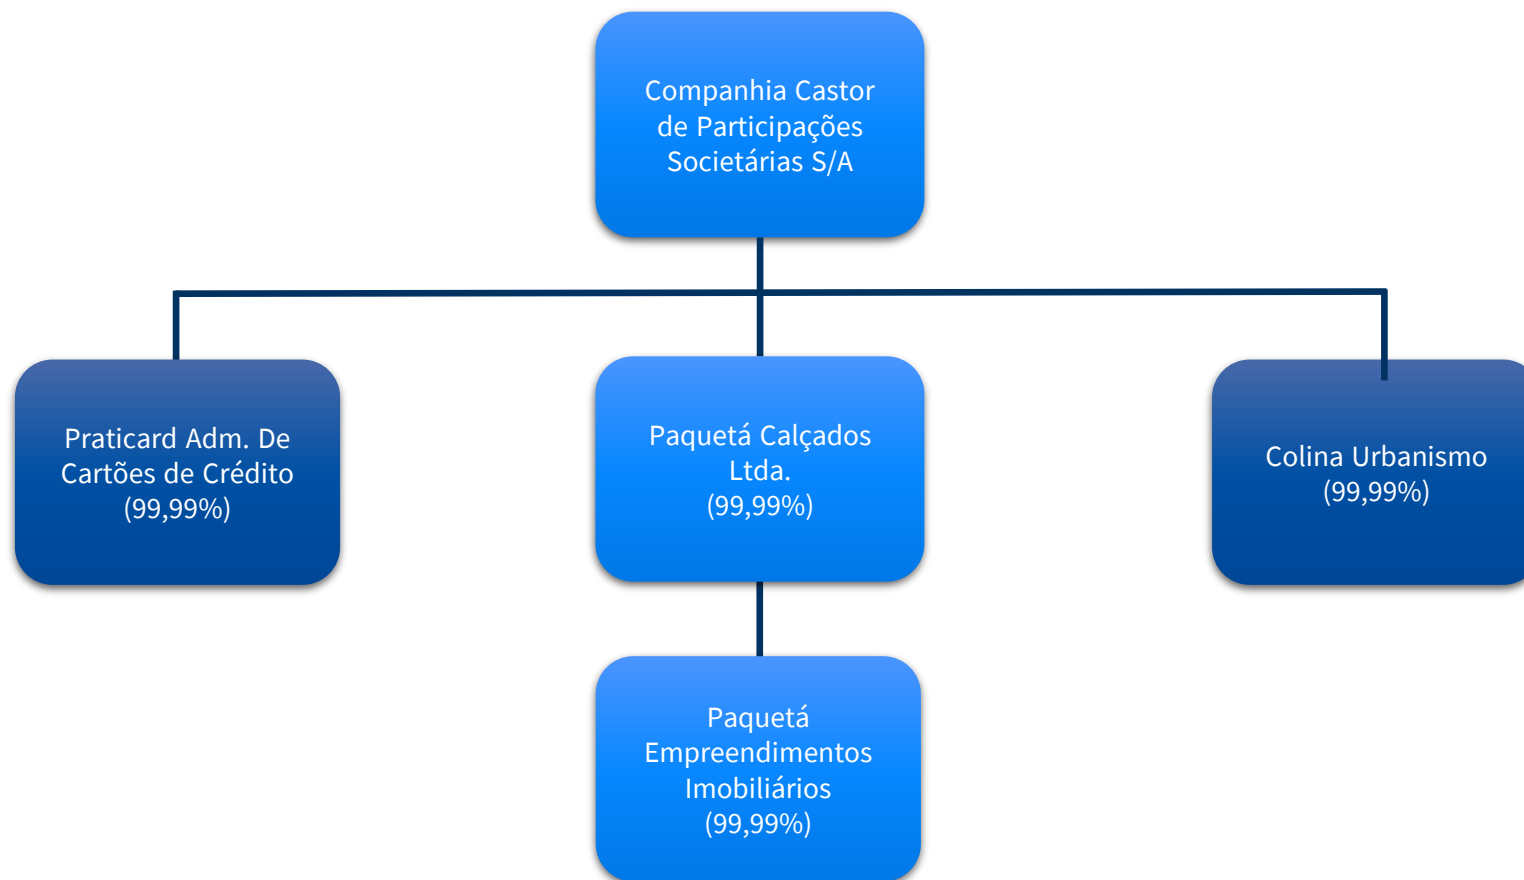 Companhia Castor
de Participações
Societárias S/A
Praticard Adm. De
Cartões de Crédito
(99,99%)
Paquetá Calçados
Ltda.
(99,99%)
Colina Urbanismo
(99,99%)
Paquetá
Empreendimentos
Imobiliários
(99,99%)